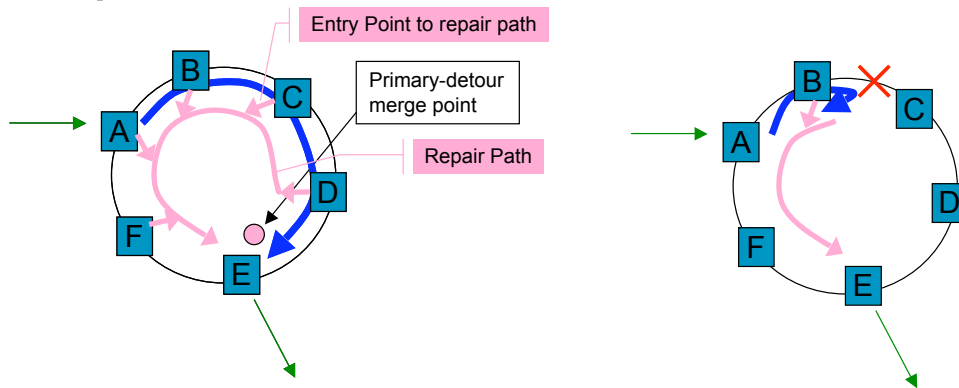 Entry Point to repair path
B
Primary-detour
merge point
C
A
Repair Path
D
F
E
B
C
A
D
F
E